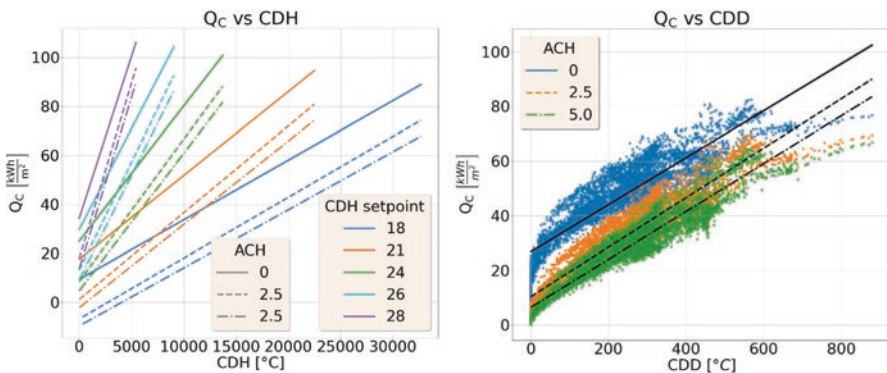 Q_C vs CDH
100
80
60
40
20
0
Q_C [kWh/m²]
0 5000 10000 15000 20000 25000 30000
CDH [°C]
ACH
0
2.5
2.5
CDH setpoint
18
21
24
26
28
Q_C vs CDD
100
80
60
40
20
0
Q_C [kWh/m²]
0 200 400 600 800
CDD [°C]
ACH
0
2.5
5.0